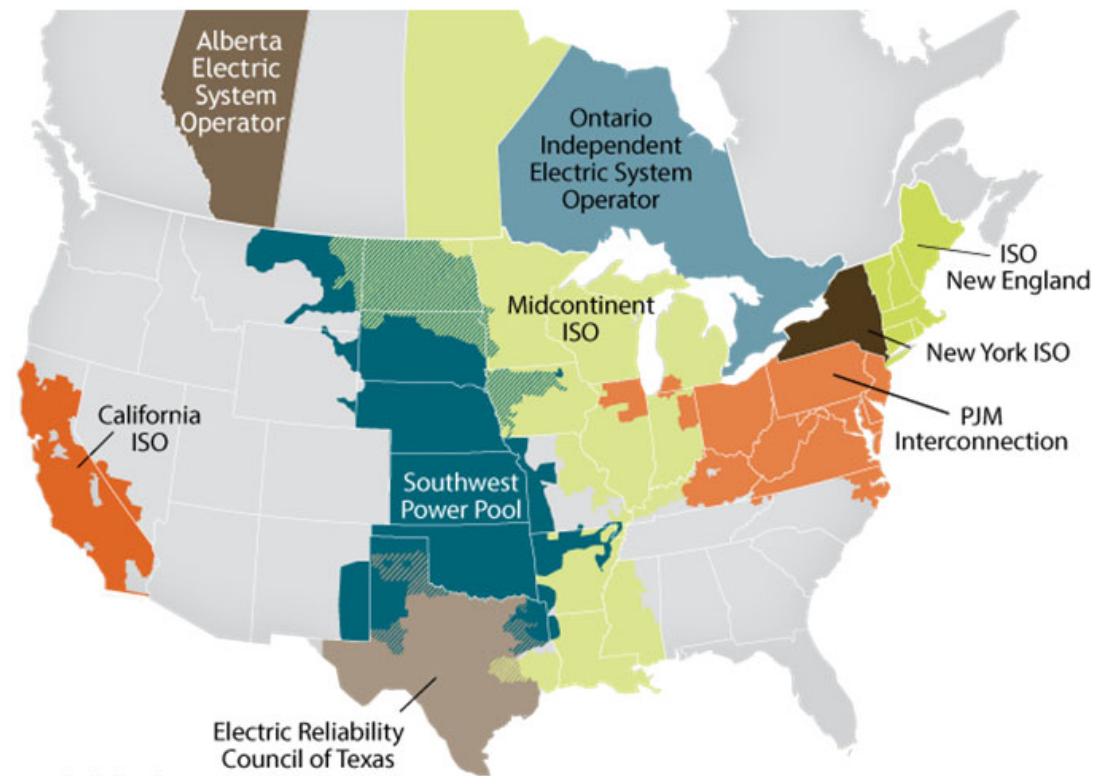 Alberta
Electric
System
Operator
Ontario
Independent
Electric System
Operator
ISO
New England
Midcontinent
ISO
New York ISO
California
ISO
PJM
Interconnection
Southwest
Power Pool
Electric Reliability
Council of Texas